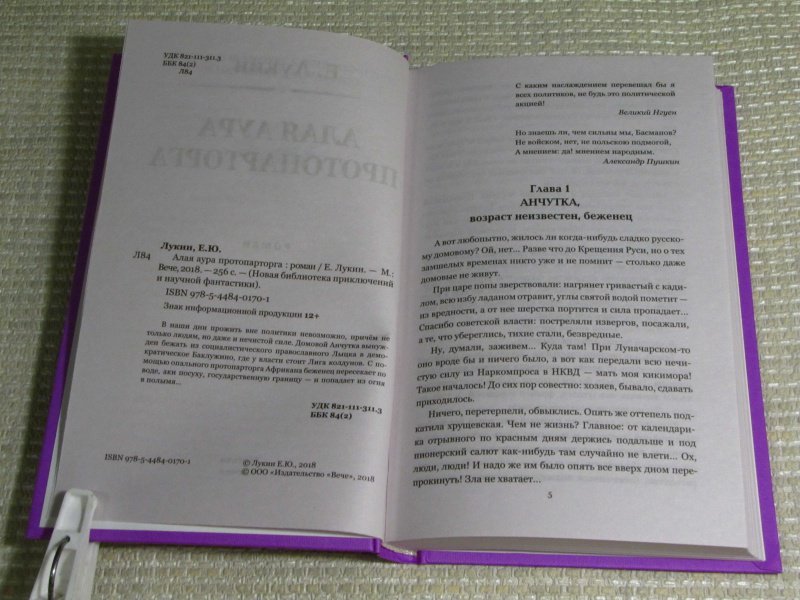 УДК 821-111-311.3
ББК 84(2)
Л84
Лукин, Е.Ю.
Л84 Алая аура протопарторга : роман / Е. Лукин. — М.:
Вече, 2018. — 256 с. — (Новая библиотека приключений
и научной фантастики).
ISBN 978-5-4484-0170-1
Знак информационной продукции 12+
В наши дни прожить вне политики невозможно, причём не
только людям, но даже и нечистой силе. Домовой Анчутка вынуж-
ден бежать из социалистического православного Лыцка в демо-
кратическое Баклужино, где у власти стоит Лига колдунов. С по-
мощью опального протопарторга Африкана беженец пересекает по
воде, аки посуху, государственную границу — и попадает из огня
в полымя...
УДК 821-111-311.3
ББК 84(2)
ISBN 978-5-4484-0170-1
© Лукин Е.Ю., 2018
© ООО «Издательство «Вече», 2018
С каким наслаждением перевешал бы я
всех политиков, не будь это политической
акцией!
Великий Нгуен
Но знаешь ли, чем сильны мы, Басманов?
Не войском, нет, не польскою подмогой,
А мнением: да! мнением народным.
Александр Пушкин
Глава 1
АНЧУТКА,
возраст неизвестен, беженец
А вот любопытно, жилось ли когда-нибудь сладко русско-
му домовому? Ой, нет... Разве что до Крещения Руси, но о тех
замшелых временах никто уже и не помнит — столько даже
домовые не живут.
При царе попы зверствовали: нагрянет гривастый с кади-
лом, всю избу ладаном отравит, углы святой водой пометит —
из вредности, а от нее шерстка портится и сила пропадает...
Спасибо советской власти: постреляли извергов, посажали,
а те, что убереглись, тихие стали, безвредные.
Ну, думали, заживем... Куда там! При Луначарском-то
оно вроде бы и ничего было, а вот как передали всю нечи-
стую силу из Наркомпроса в НКВД — мать моя кикимора!
Такое началось! До сих пор совестно: хозяев, бывало, сдавать
приходилось.
Ничего, перетерпели, обвыклись. Опять же оттепель под-
катила хрущевская. Чем не жизнь? Главное: от календари-
ка отрывного по красным дням держись подальше и под
пионерский салют как-нибудь там случайно не влети... Ох,
люди, люди! И надо же им было опять все вверх дном пере-
прокинуть! Зла не хватает...
5